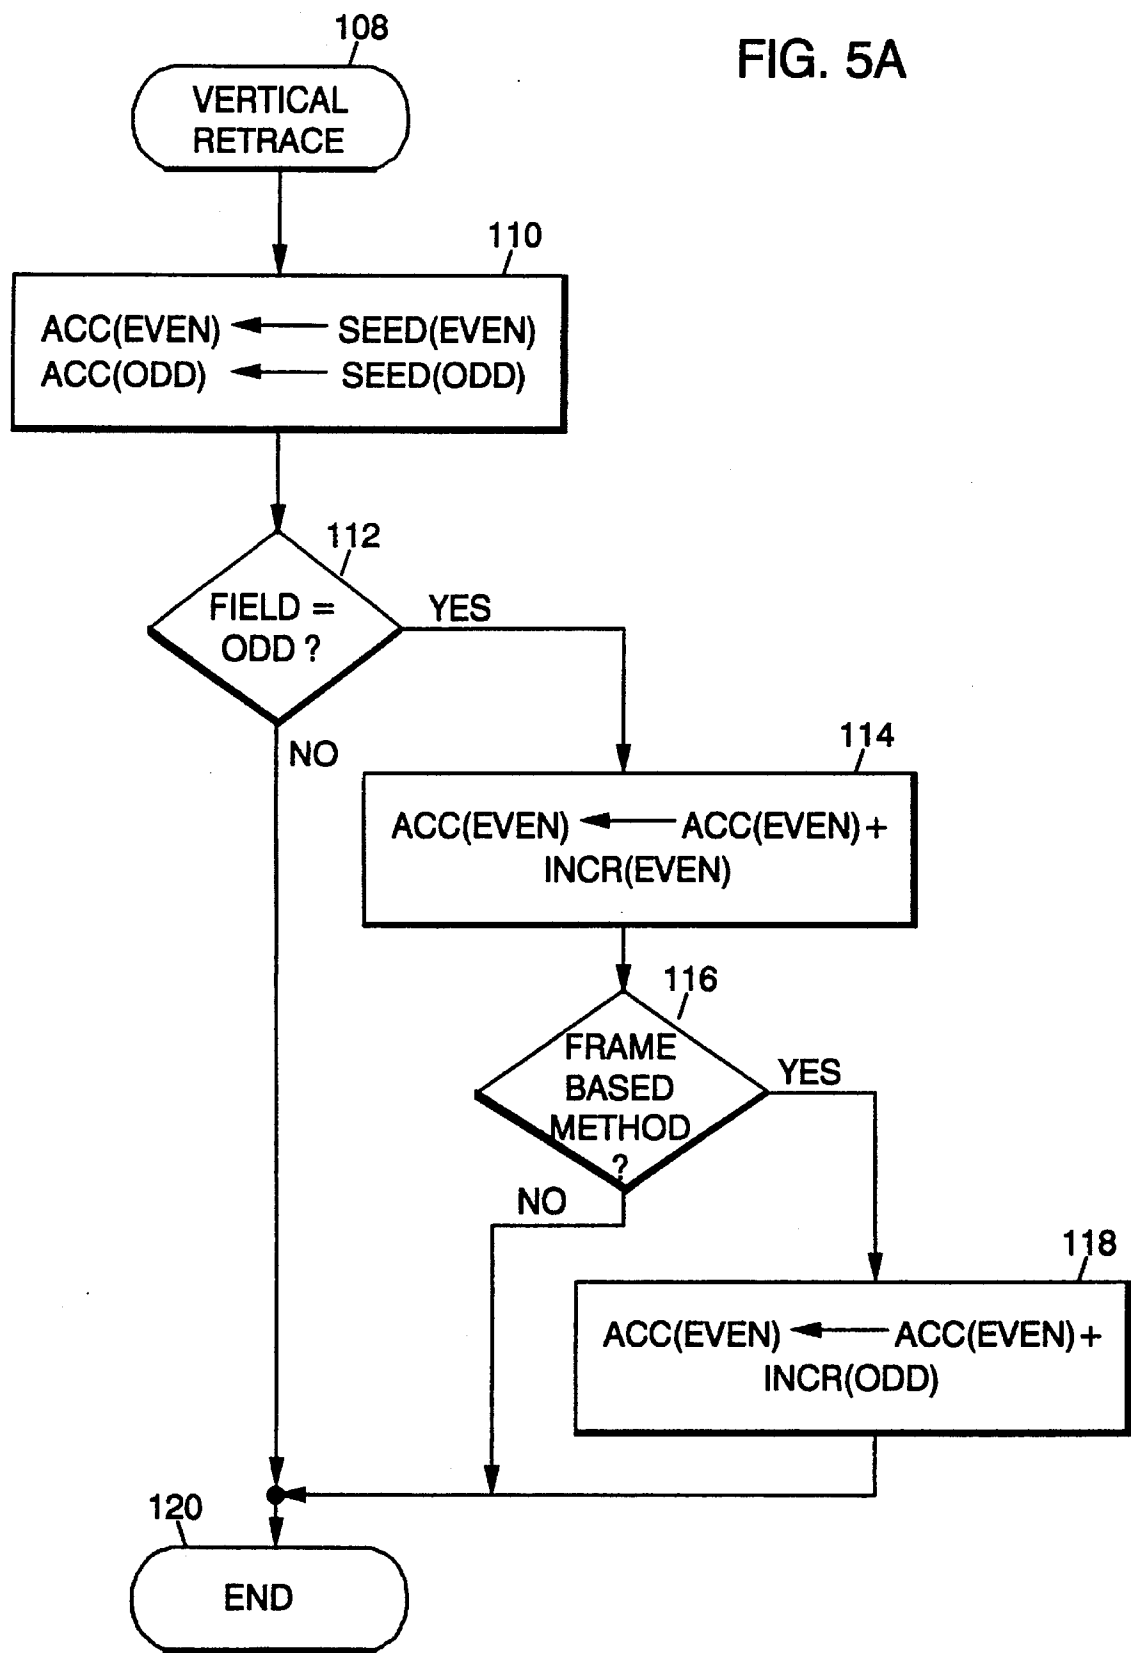 FIG. 5A
108
VERTICAL
RETRACE
110
ACC(EVEN) ← SEED(EVEN)
ACC(ODD) ← SEED(ODD)
112
FIELD =
ODD ?
YES
NO
114
ACC(EVEN) ← ACC(EVEN) +
INCR(EVEN)
116
FRAME
BASED
METHOD
?
YES
NO
118
ACC(EVEN) ← ACC(EVEN) +
INCR(ODD)
120
END